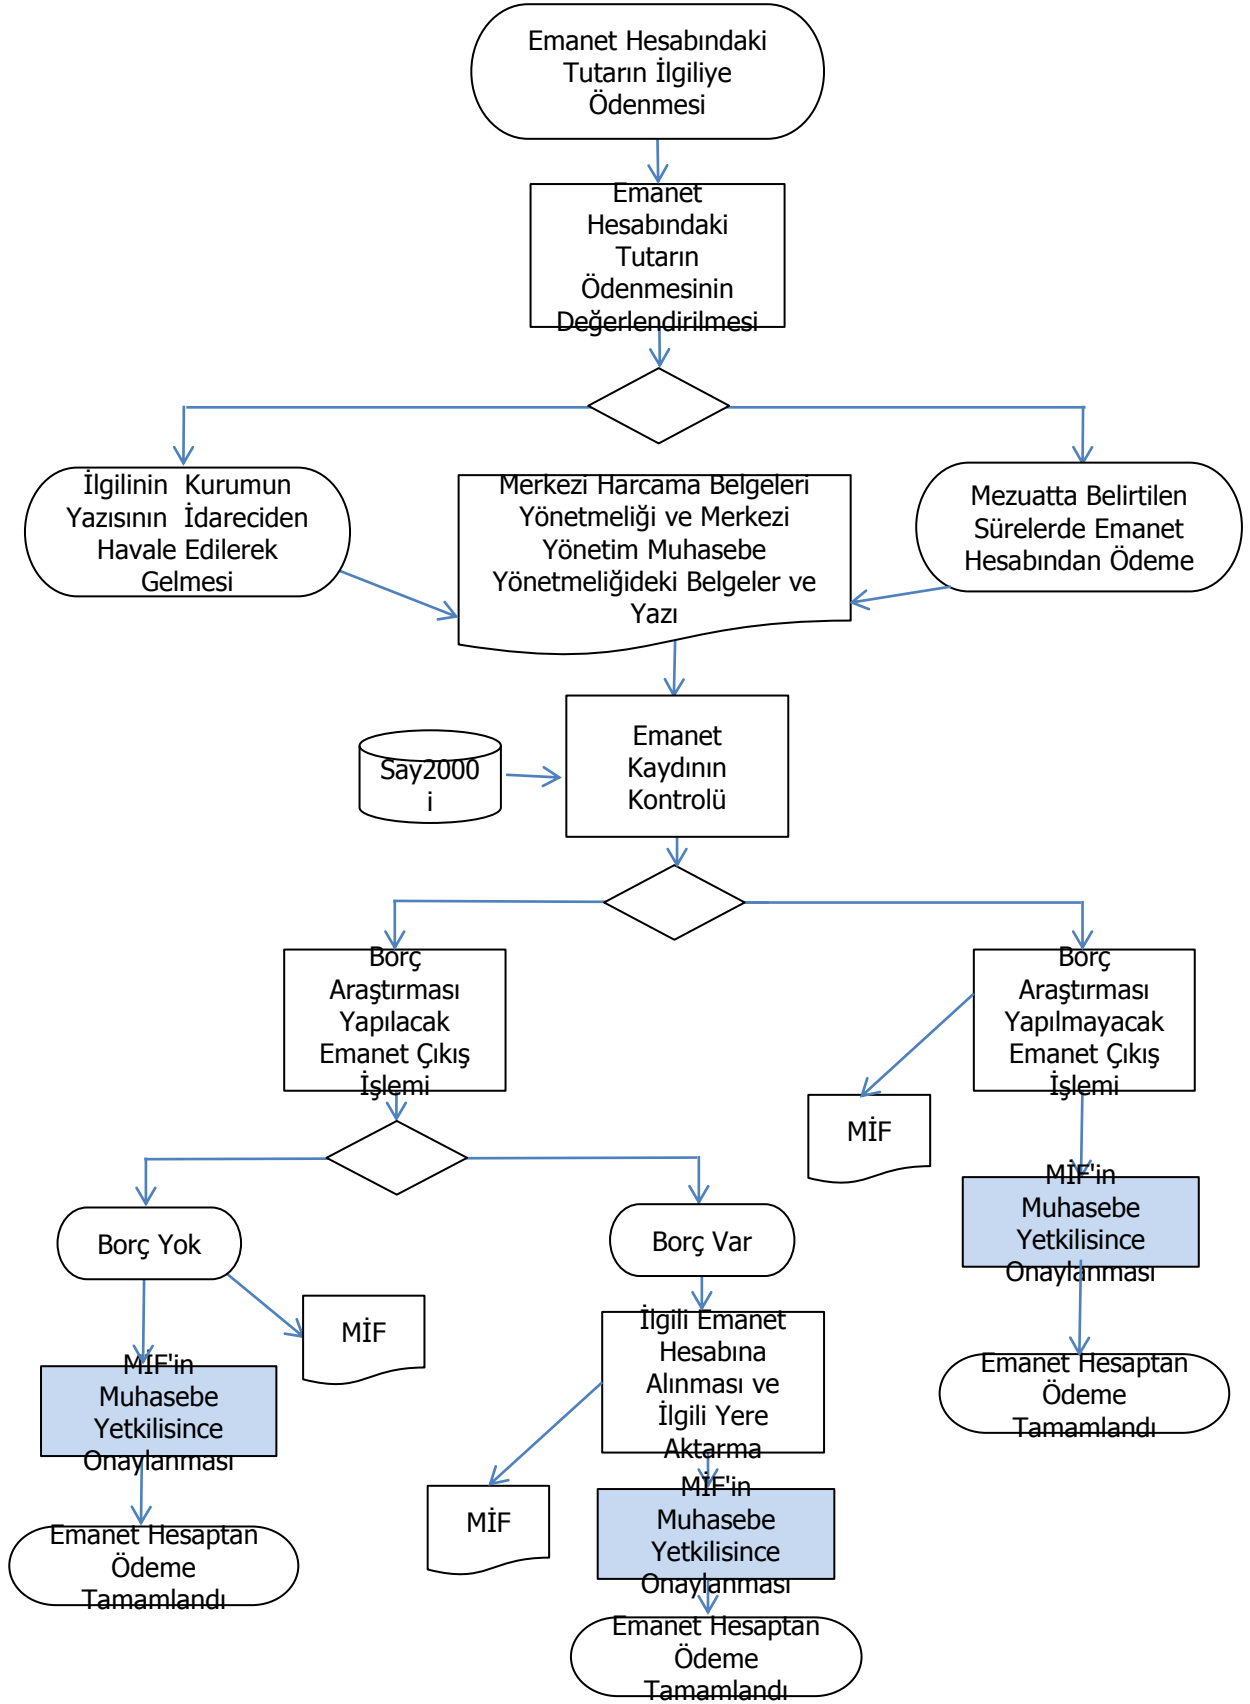 Emanet Hesabındaki
Tutarın İlgiliye
Ödenmesi
Emanet
Hesabındaki
Tutarın
Ödenmesinin
Değerlendirilmesi
İlgilinin Kurumun
Yazısının İdareciden
Havale Edilerek
Gelmesi
Merkezi Harcama Belgeleri
Yönetmeliği ve Merkezi
Yönetim Muhasebe
Yönetmeliğideki Belgeler ve
Yazı
Mezuatta Belirtilen
Sürelerde Emanet
Hesabından Ödeme
Say2000
i
Emanet
Kaydının
Kontrolü
Borç
Araştırması
Yapılacak
Emanet Çıkış
İşlemi
Borç
Araştırması
Yapılmayacak
Emanet Çıkış
İşlemi
MİF
MİF'in
Muhasebe
Yetkilisince
Onaylanması
Emanet Hesaptan
Ödeme
Tamamlandı
Borç Yok
MİF
MİF'in
Muhasebe
Yetkilisince
Onaylanması
Emanet Hesaptan
Ödeme
Tamamlandı
Borç Var
İlgili Emanet
Hesabına
Alınması ve
İlgili Yere
Aktarma
MİF
MİF'in
Muhasebe
Yetkilisince
Onaylanması
Emanet Hesaptan
Ödeme
Tamamlandı